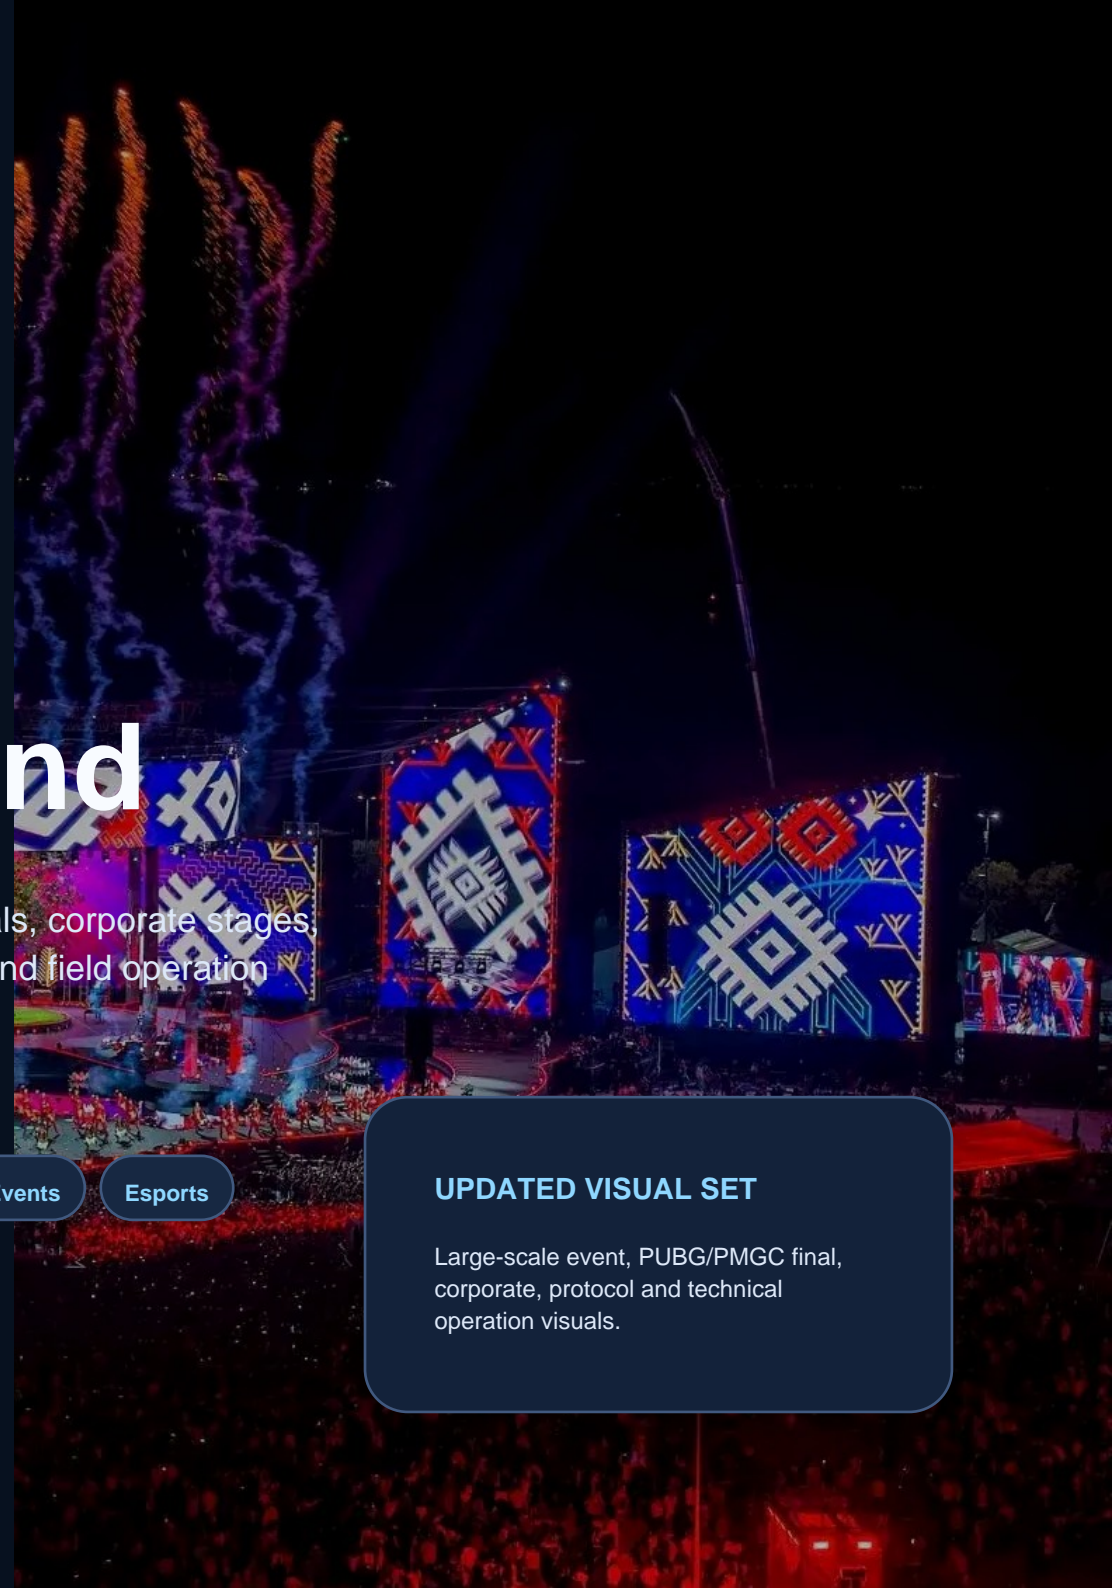 nd
ls, corporate stages,
nd field operation
vents
Esports
UPDATED VISUAL SET
Large-scale event, PUBG/PMGC final,
corporate, protocol and technical
operation visuals.